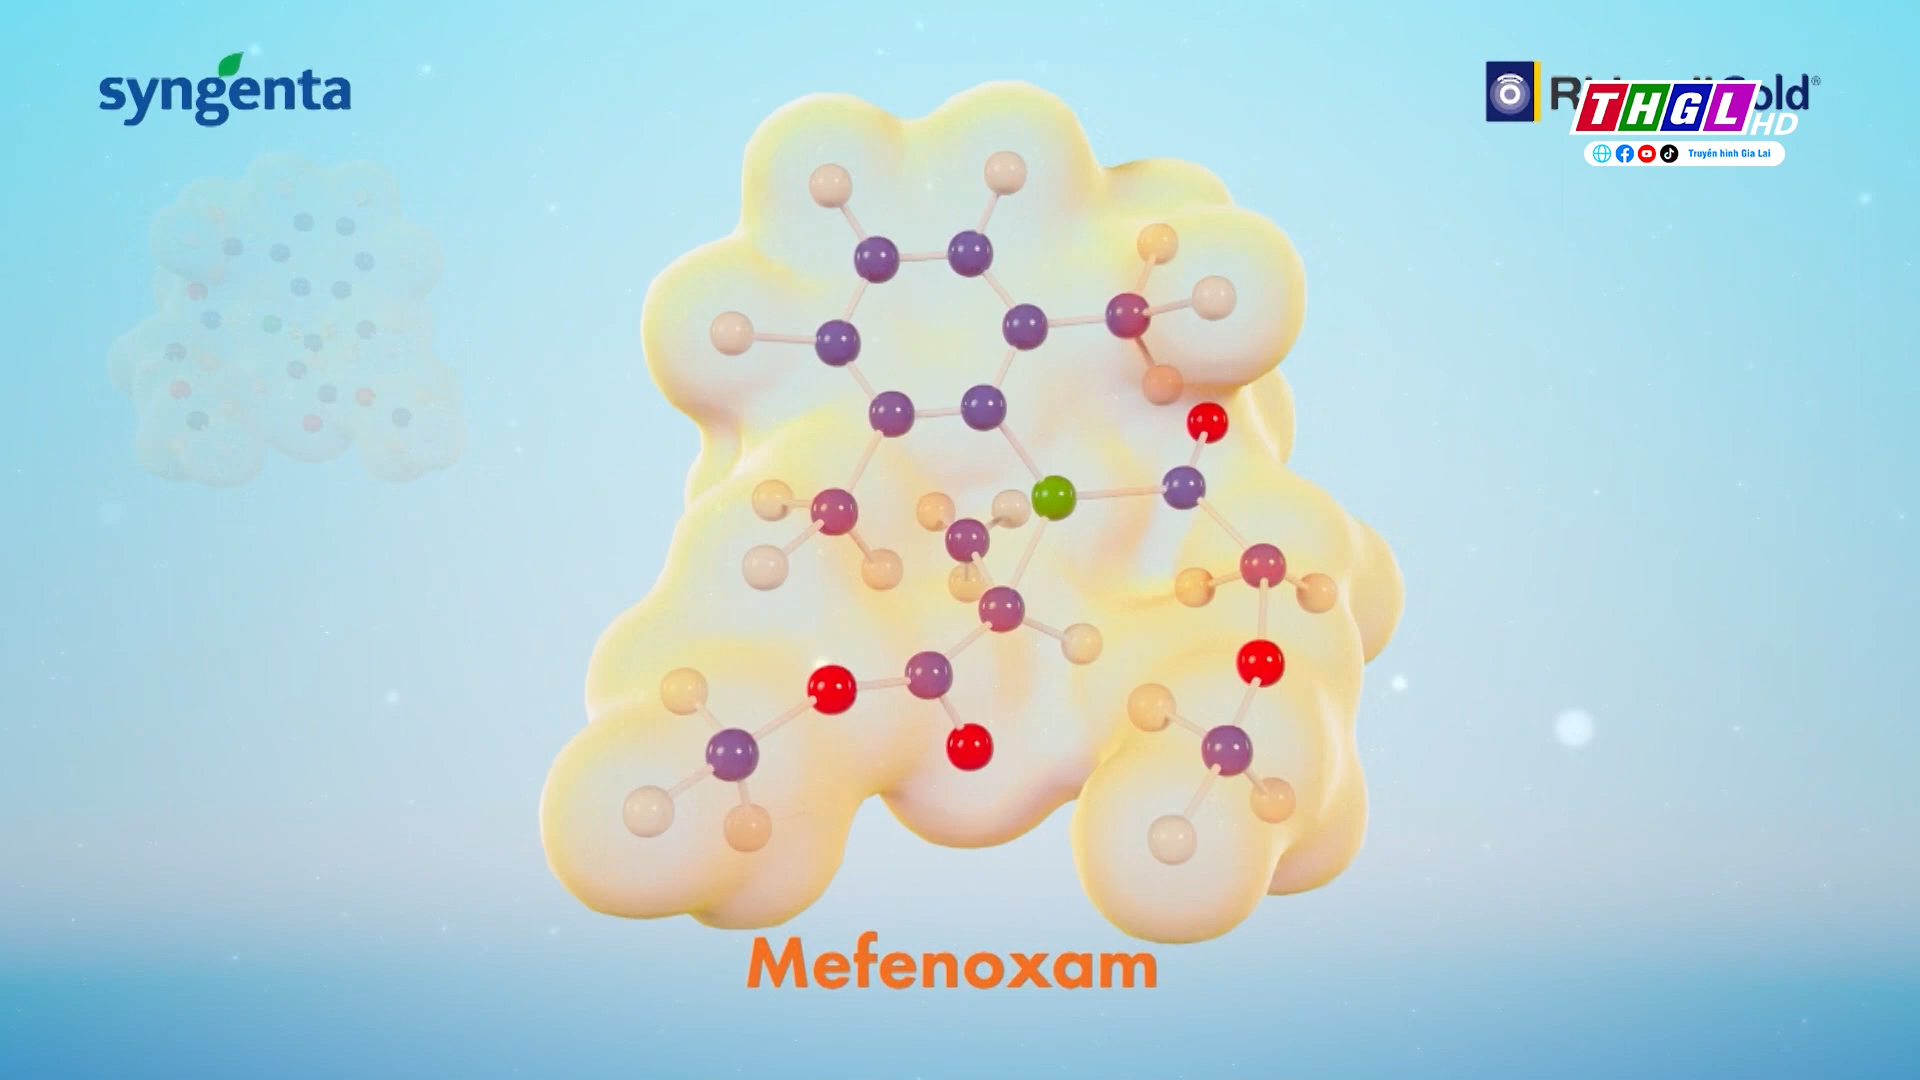 syngenta
THGL HD
Truyền hình Gia Lai
Mefenoxam